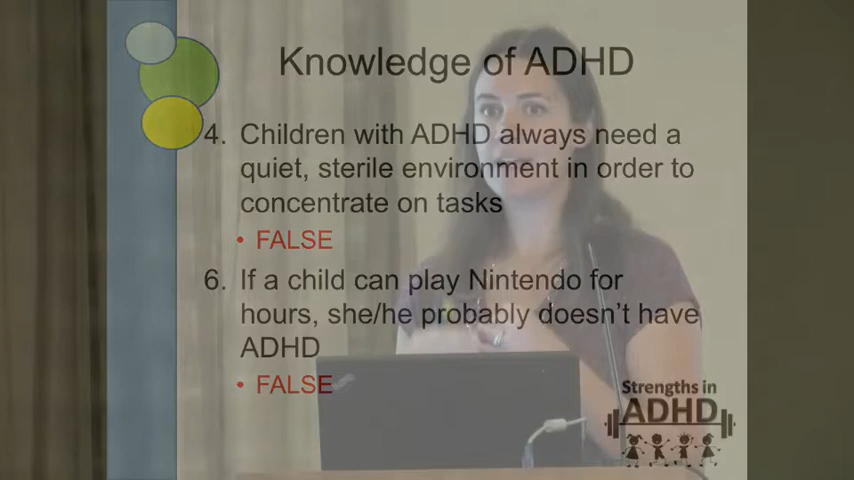 Knowledge of ADHD
4. Children with ADHD always need a
quiet, sterile environment in order to
concentrate on tasks
• FALSE
6. If a child can play Nintendo for
hours, she/he probably doesn't have
ADHD
• FALSE
Strengths in
ADHD